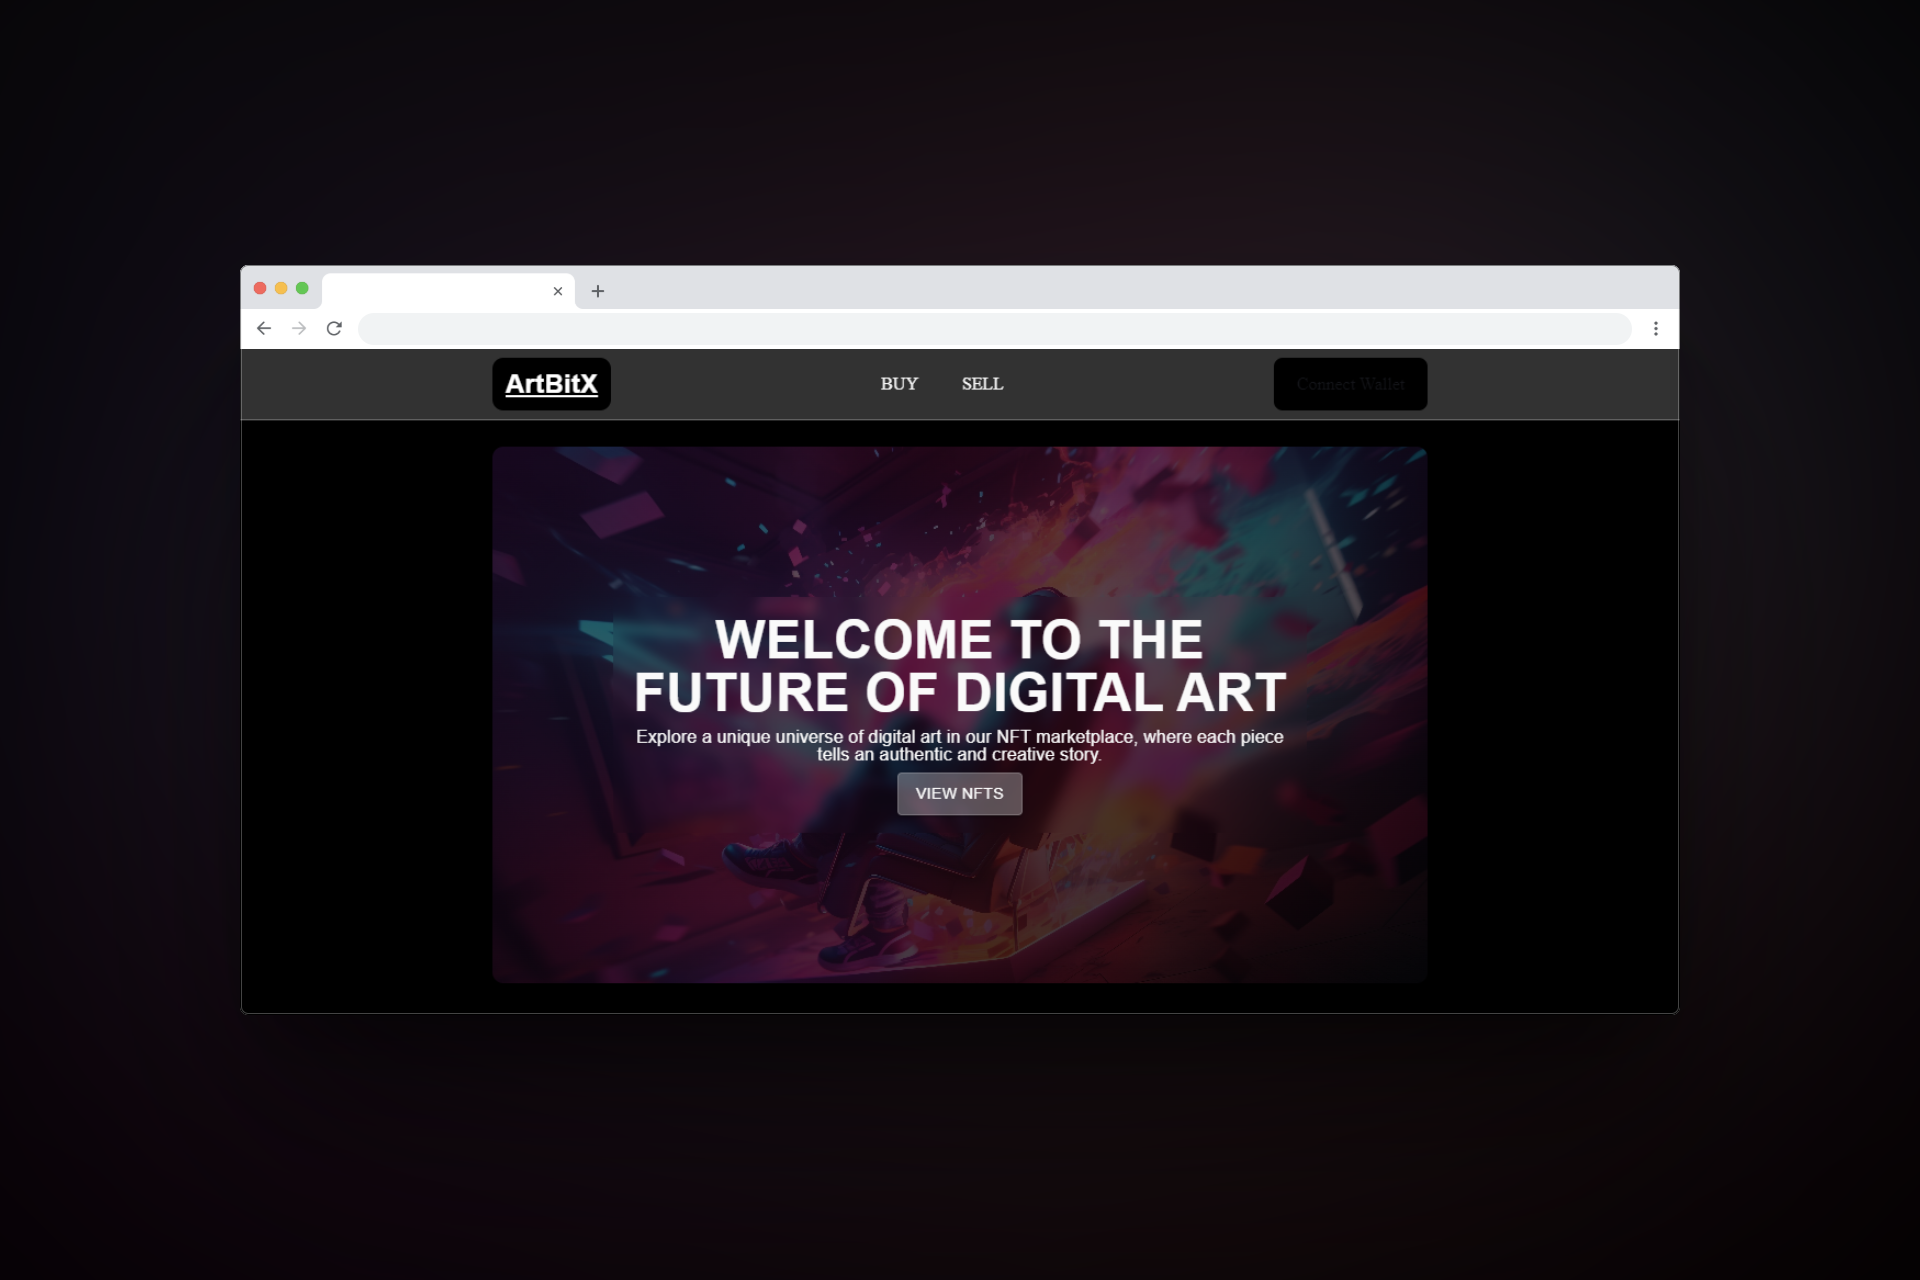 ArtBitX
BUY SELL
Connect Wallet
WELCOME TO THE
FUTURE OF DIGITAL ART
Explore a unique universe of digital art in our NFT marketplace, where each piece
tells an authentic and creative story.
VIEW NFTS